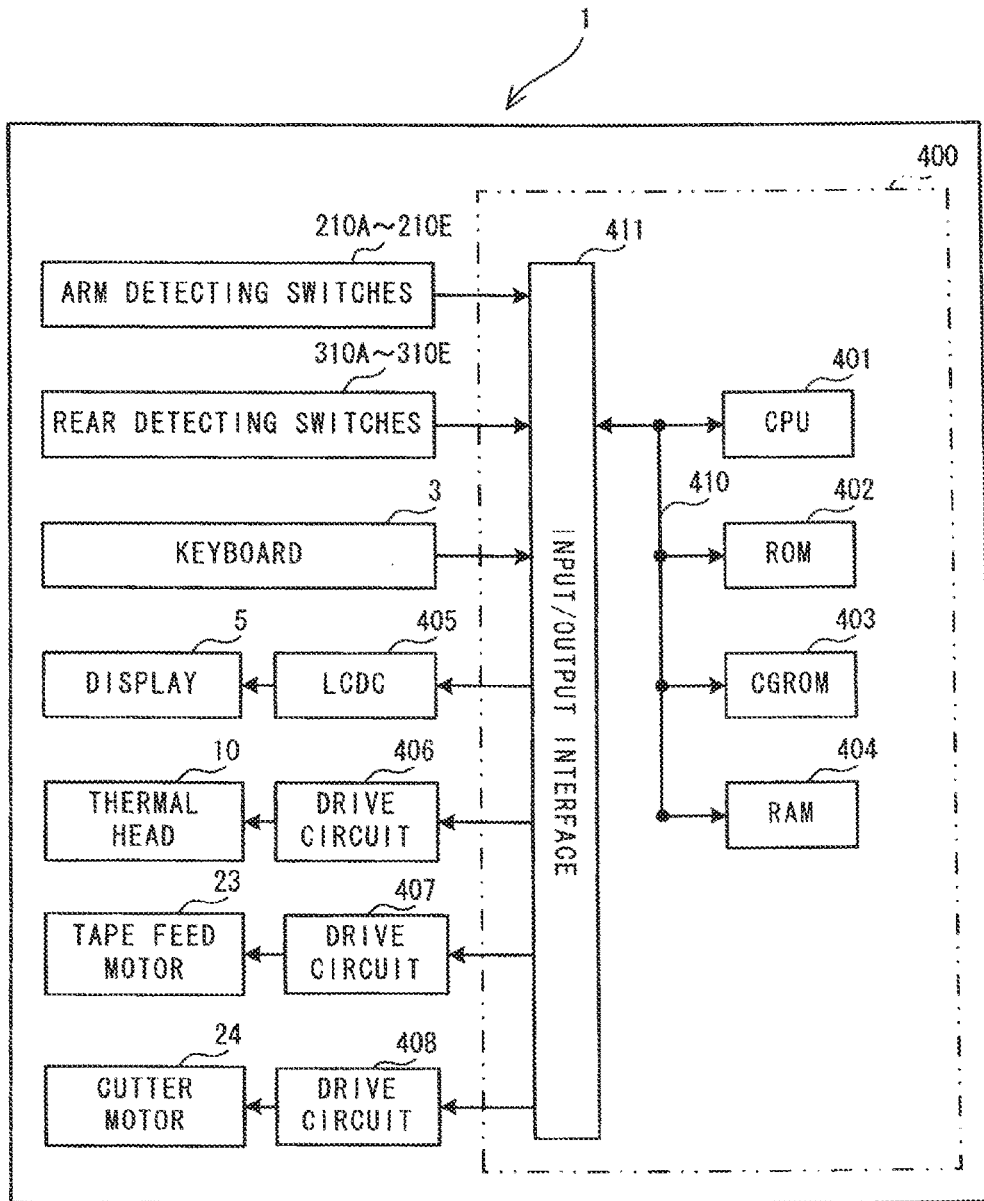 1
400
210A~210E
411
ARM DETECTING SWITCHES
310A~310E
401
REAR DETECTING SWITCHES
CPU
3
410
402
KEYBOARD
ROM
INPUT/OUTPUT INTERFACE
5
405
403
DISPLAY
LCDC
CGROM
10
406
404
THERMAL
HEAD
DRIVE
CIRCUIT
RAM
23
407
TAPE FEED
MOTOR
DRIVE
CIRCUIT
24
408
CUTTER
MOTOR
DRIVE
CIRCUIT